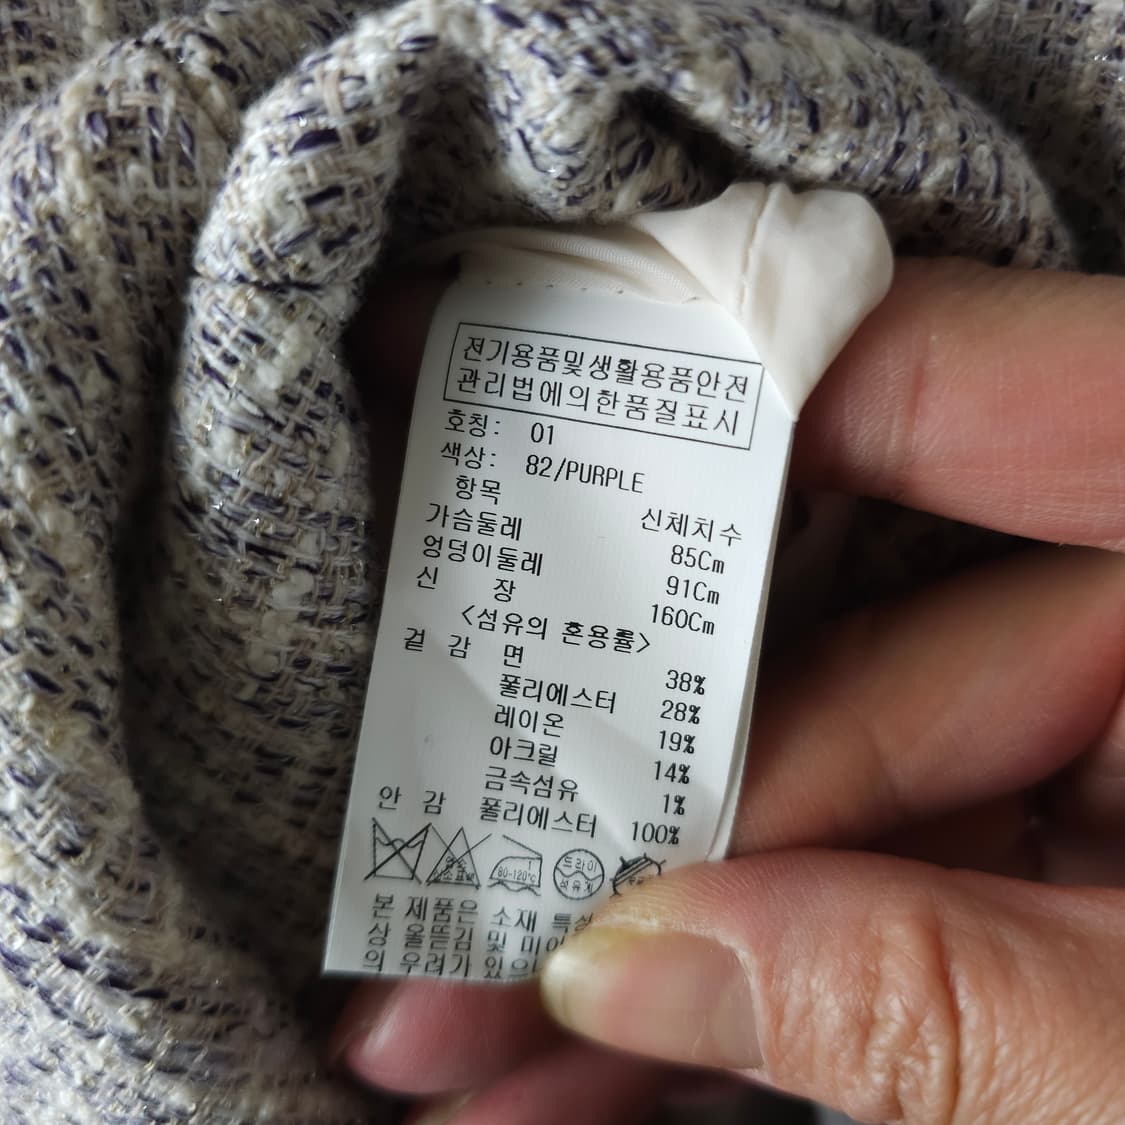 전기용품및생활용품안전
관리법에의한품질표시
호칭: 01
색상: 82/PURPLE
항목 신체치수
가슴둘레 85Cm
엉덩이둘레 91Cm
신 장 160Cm
<섬유의 혼용률>
겉 감 면 38%
폴리에스터 28%
레이온 19%
아크릴 14%
금속섬유 1%
안 감 폴리에스터 100%
80-120℃
드라이
석유계
본 제품은 소재 특성
상 올뜯김 및
의 우려가 있으